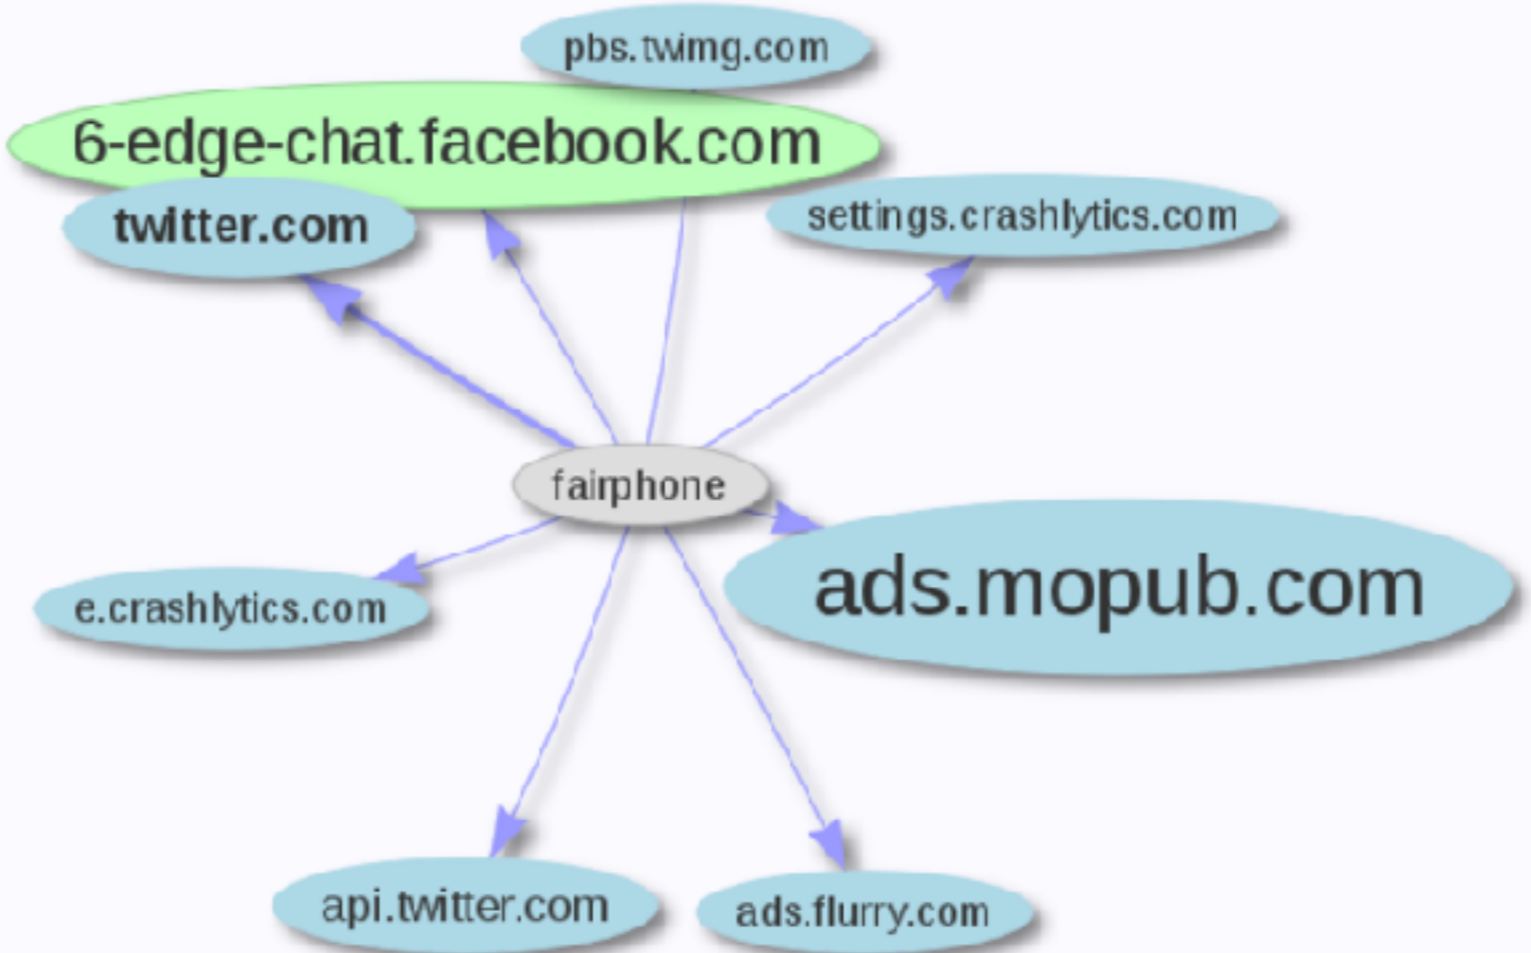 pbs.twimg.com
6-edge-chat.facebook.com
twitter.com
settings.crashlytics.com
fairphone
ads.mopub.com
e.crashlytics.com
api.twitter.com
ads.flurry.com